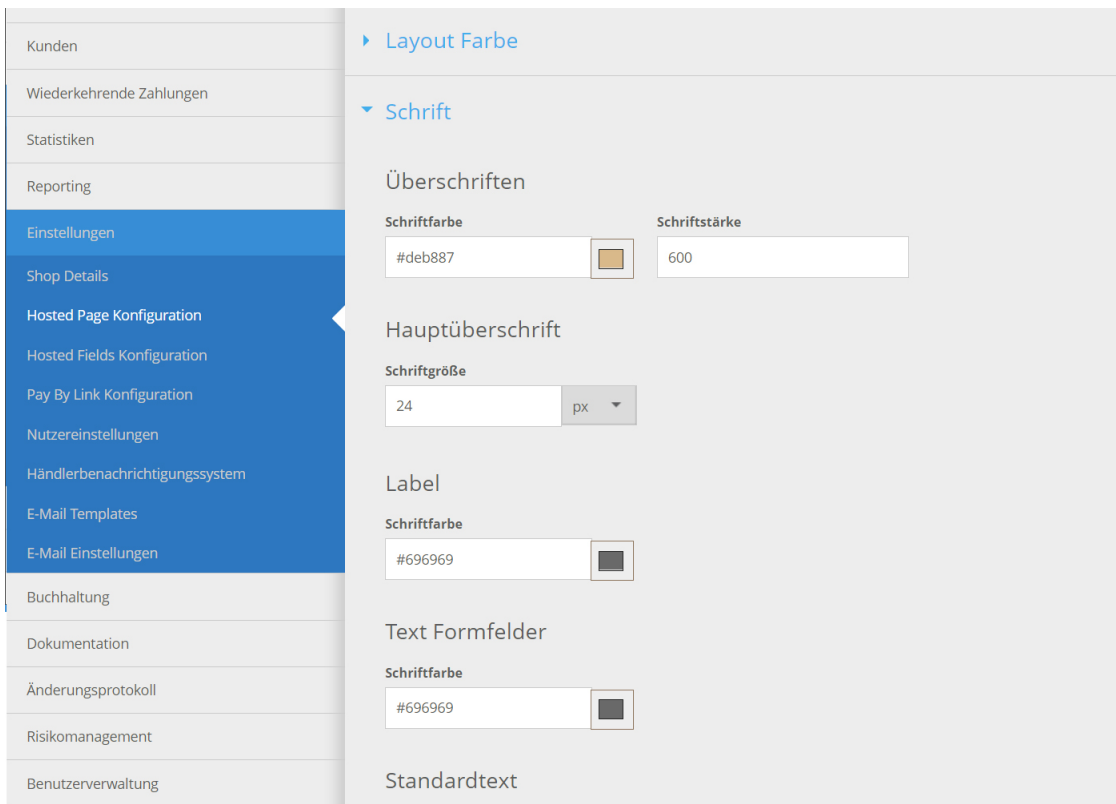 Kunden
Wiederkehrende Zahlungen
Statistiken
Reporting
Einstellungen
Shop Details
Hosted Page Konfiguration
Hosted Fields Konfiguration
Pay By Link Konfiguration
Nutzereinstellungen
Händlerbenachrichtigungssystem
E-Mail Templates
E-Mail Einstellungen
Buchhaltung
Dokumentation
Änderungsprotokoll
Risikomanagement
Benutzerverwaltung
Layout Farbe
Schrift
Überschriften
Schriftfarbe Schriftstärke
#deb887 600
Hauptüberschrift
Schriftgröße
24 px
Label
Schriftfarbe
#696969
Text Formfelder
Schriftfarbe
#696969
Standardtext